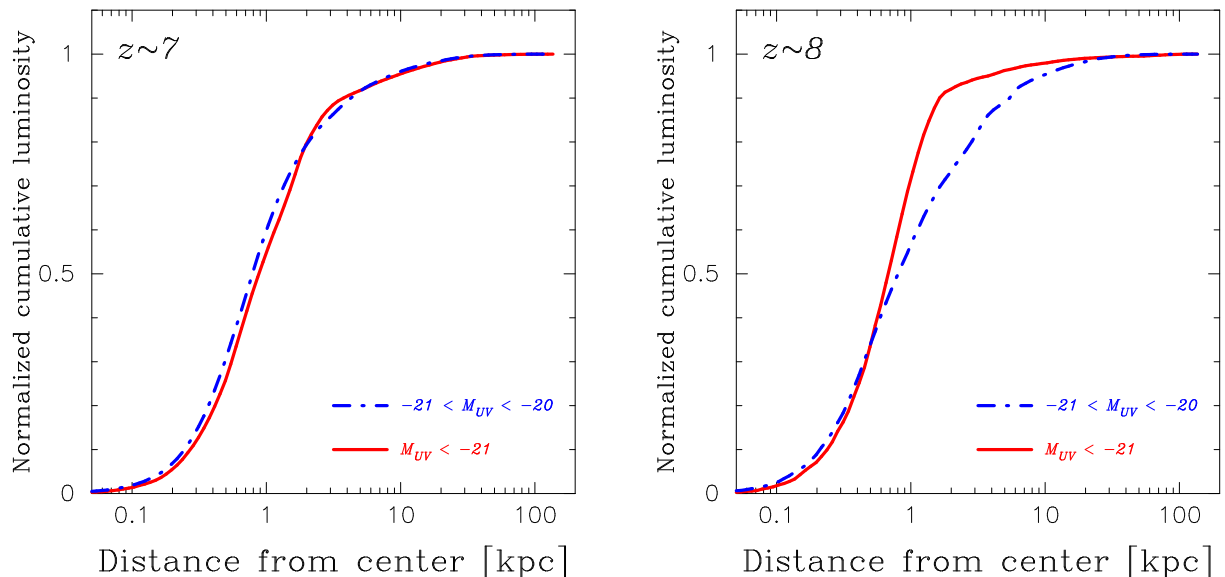 z~7
Normalized cumulative luminosity
1
0.5
0
-21 < M_UV < -20
M_UV < -21
0.1 1 10 100
Distance from center [kpc]
z~8
Normalized cumulative luminosity
1
0.5
0
-21 < M_UV < -20
M_UV < -21
0.1 1 10 100
Distance from center [kpc]